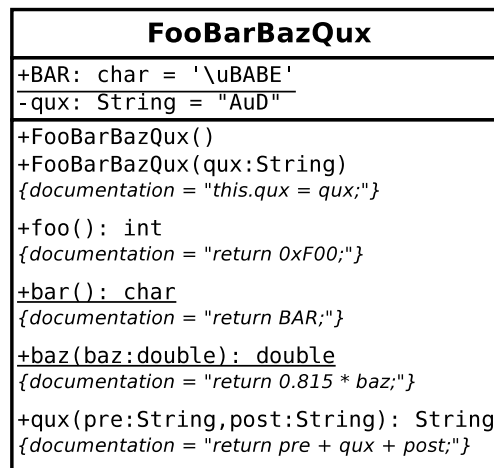 FooBarBazQux
+BAR: char = '\uBABE'
-qux: String = "AuD"
+FooBarBazQux()
+FooBarBazQux(qux:String)
{documentation = "this.qux = qux;"}
+foo(): int
{documentation = "return 0xF00;"}
+bar(): char
{documentation = "return BAR;"}
+baz(baz:double): double
{documentation = "return 0.815 * baz;"}
+qux(pre:String,post:String): String
{documentation = "return pre + qux + post;"}